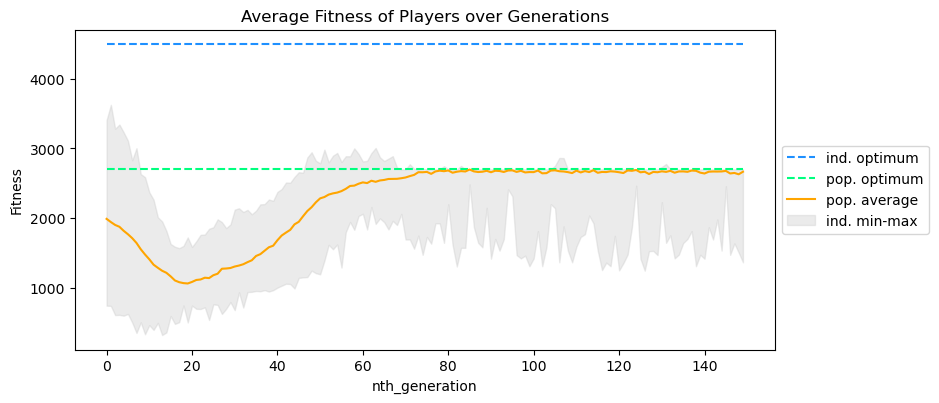 Average Fitness of Players over Generations
Fitness
4000
3000
2000
1000
0
20
40
60
80
100
120
140
nth_generation
ind. optimum
pop. optimum
pop. average
ind. min-max